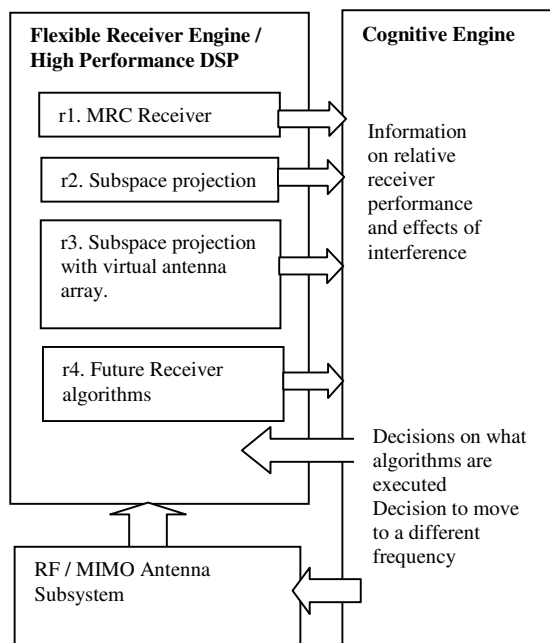 Flexible Receiver Engine /
High Performance DSP
r1. MRC Receiver
r2. Subspace projection
r3. Subspace projection
with virtual antenna
array.
r4. Future Receiver
algorithms
Cognitive Engine
Information
on relative
receiver
performance
and effects of
interference
Decisions on what
algorithms are
executed
Decision to move
to a different
frequency
RF / MIMO Antenna
Subsystem